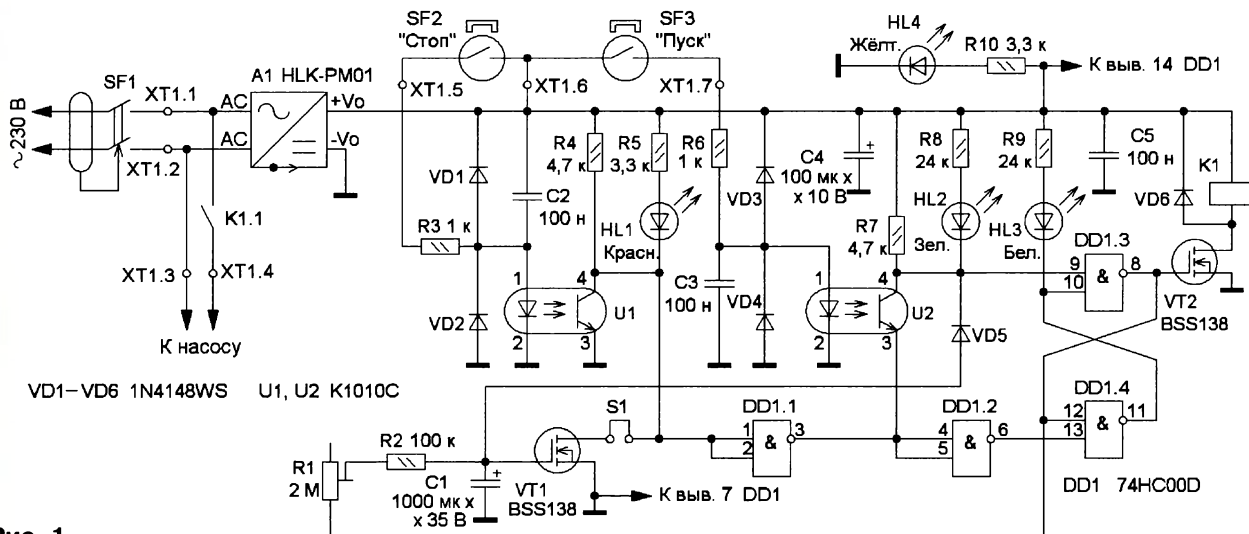 SF2
"Стоп"
SF3
"Пуск"
HL4
Жёлт.
R10 3,3 к
К выв. 14 DD1
SF1
XT1.1
A1 HLK-PM01
AC
+Vo
AC
-Vo
XT1.5
XT1.6
XT1.7
~230 В
XT1.2
R4
4,7 к
R5
3,3 к
R6
1 к
R8
24 к
R9
24 к
C5
100 н
K1
VD1
C2
100 н
C4
100 мк х
х 10 В
VD3
VD6
K1.1
R3 1 к
HL1
Красн.
R7
4,7 к
HL2
Зел.
HL3
Бел.
DD1.3
9
10
&
8
XT1.3
XT1.4
1
4
2
3
U1
VD2
C3
100 н
VD4
1
4
2
3
U2
VD5
VT2
BSS138
К насосу
VD1–VD6 1N4148WS
U1, U2 K1010C
S1
DD1.1
1
2
&
3
DD1.2
4
5
&
6
DD1.4
12
13
&
11
R1
2 М
R2 100 к
C1
1000 мк х
х 35 В
VT1
BSS138
К выв. 7 DD1
DD1 74HC00D